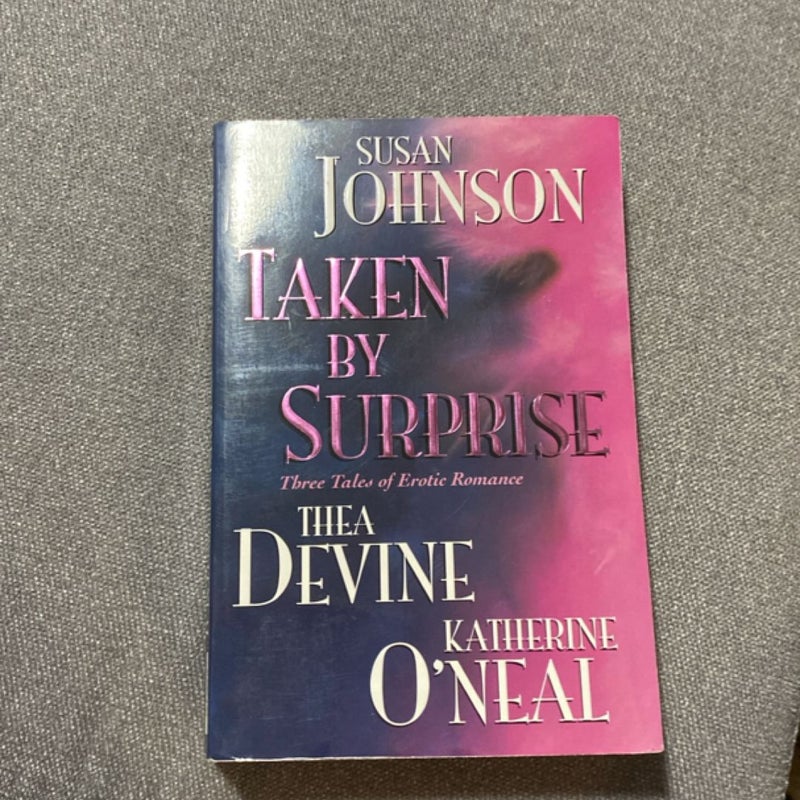 SUSAN
JOHNSON
TAKEN
BY
SURPRISE
Three Tales of Erotic Romance
THEA
DEVINE
KATHERINE
O'NEAL